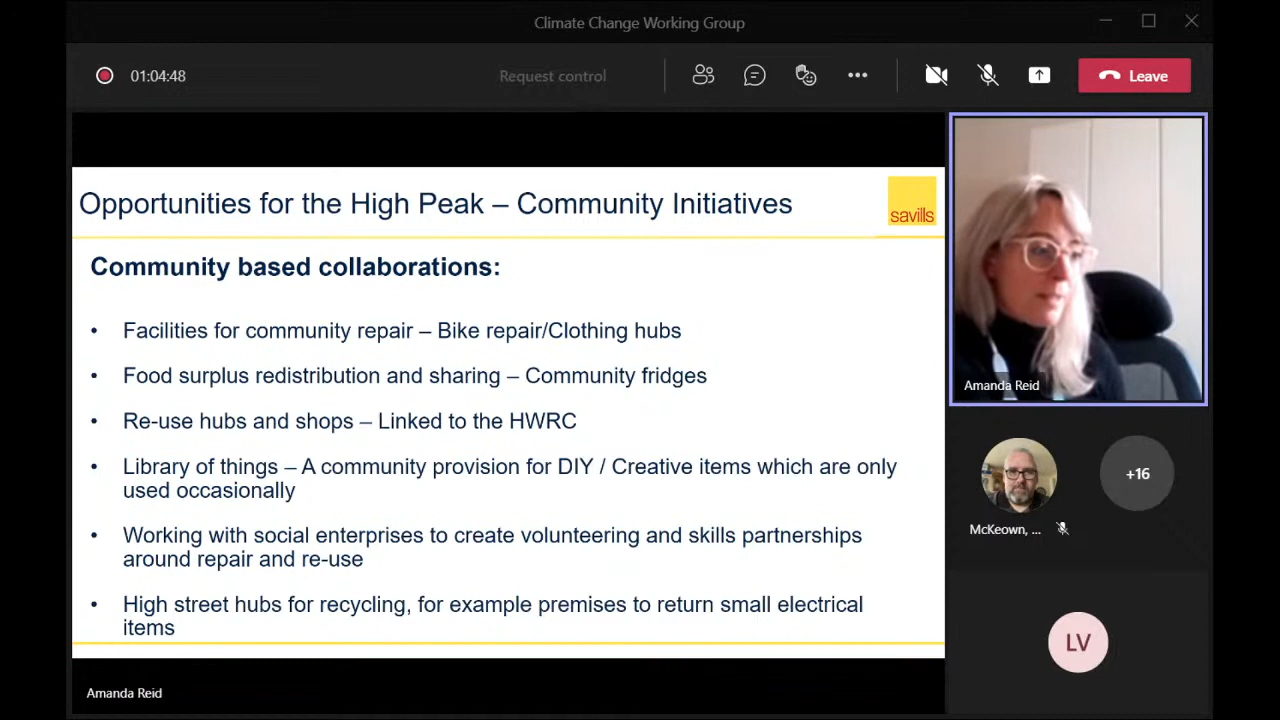 Climate Change Working Group
01:04:48
Request control
Leave
Opportunities for the High Peak – Community Initiatives
savills
Community based collaborations:
• Facilities for community repair – Bike repair/Clothing hubs
• Food surplus redistribution and sharing – Community fridges
• Re-use hubs and shops – Linked to the HWRC
• Library of things – A community provision for DIY / Creative items which are only
used occasionally
• Working with social enterprises to create volunteering and skills partnerships
around repair and re-use
• High street hubs for recycling, for example premises to return small electrical
items
Amanda Reid
Amanda Reid
+16
McKeown, ...
LV